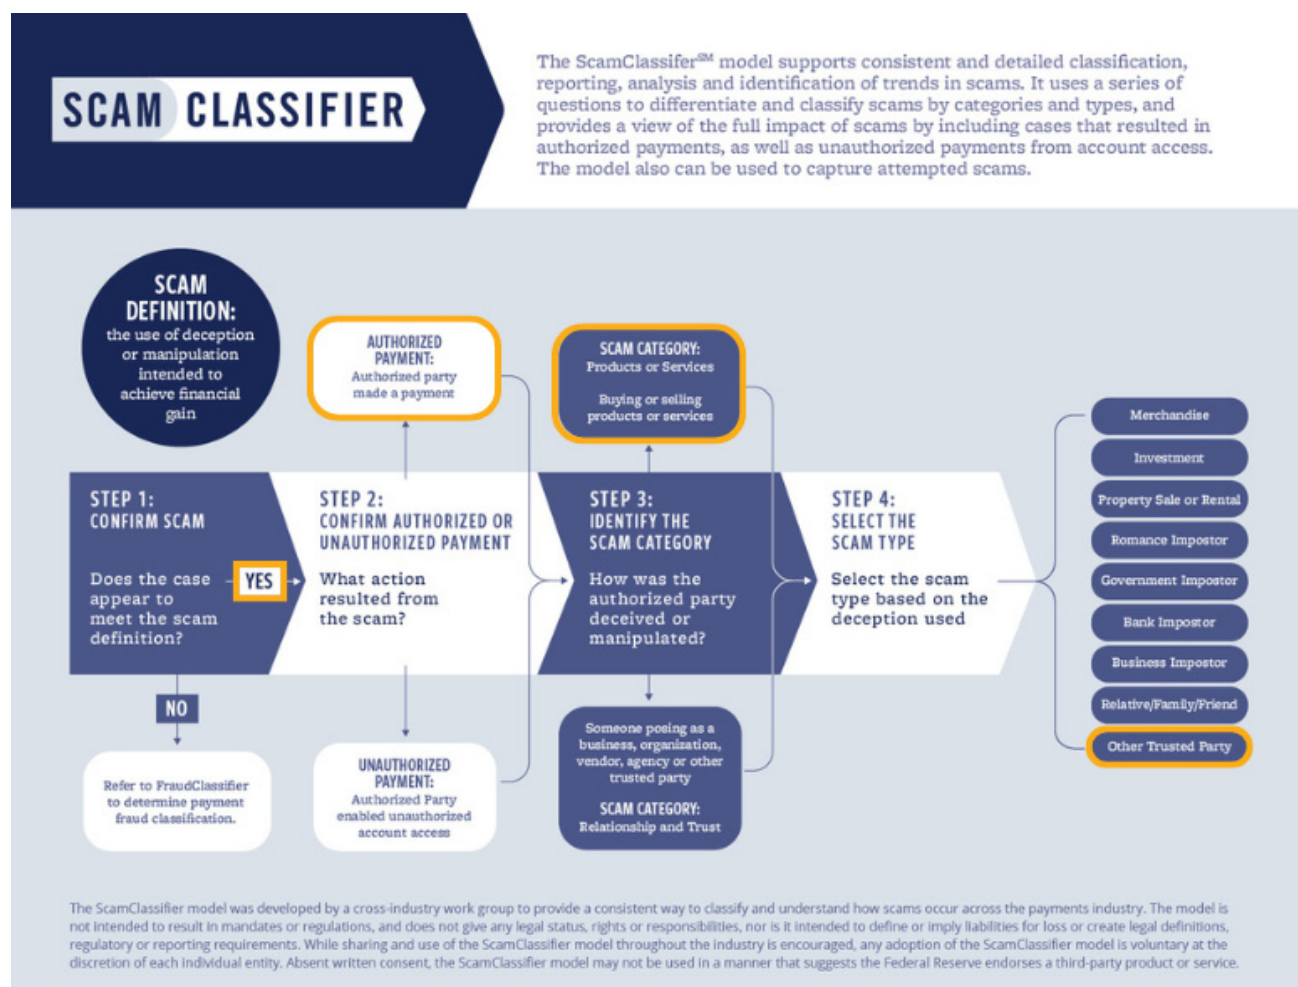 SCAM CLASSIFIER
The ScamClassifer℠ model supports consistent and detailed classification,
reporting, analysis and identification of trends in scams. It uses a series of
questions to differentiate and classify scams by categories and types, and
provides a view of the full impact of scams by including cases that resulted in
authorized payments, as well as unauthorized payments from account access.
The model also can be used to capture attempted scams.
SCAM
DEFINITION:
the use of deception
or manipulation
intended to
achieve financial
gain
AUTHORIZED
PAYMENT:
Authorized party
made a payment
SCAM CATEGORY:
Products or Services
Buying or selling
products or services
STEP 1:
CONFIRM SCAM
Does the case
appear to
meet the scam
definition?
YES
NO
Refer to FraudClassifier
to determine payment
fraud classification.
STEP 2:
CONFIRM AUTHORIZED OR
UNAUTHORIZED PAYMENT
What action
resulted from
the scam?
UNAUTHORIZED
PAYMENT:
Authorized Party
enabled unauthorized
account access
STEP 3:
IDENTIFY THE
SCAM CATEGORY
How was the
authorized party
deceived or
manipulated?
Someone posing as a
business, organization,
vendor, agency or other
trusted party
SCAM CATEGORY:
Relationship and Trust
STEP 4:
SELECT THE
SCAM TYPE
Select the scam
type based on the
deception used
Merchandise
Investment
Property Sale or Rental
Romance Impostor
Government Impostor
Bank Impostor
Business Impostor
Relative/Family/Friend
Other Trusted Party
The ScamClassifier model was developed by a cross-industry work group to provide a consistent way to classify and understand how scams occur across the payments industry. The model is
not intended to result in mandates or regulations, and does not give any legal status, rights or responsibilities, nor is it intended to define or imply liabilities for loss or create legal definitions,
regulatory or reporting requirements. While sharing and use of the ScamClassifier model throughout the industry is encouraged, any adoption of the ScamClassifier model is voluntary at the
discretion of each individual entity. Absent written consent, the ScamClassifier model may not be used in a manner that suggests the Federal Reserve endorses a third-party product or service.